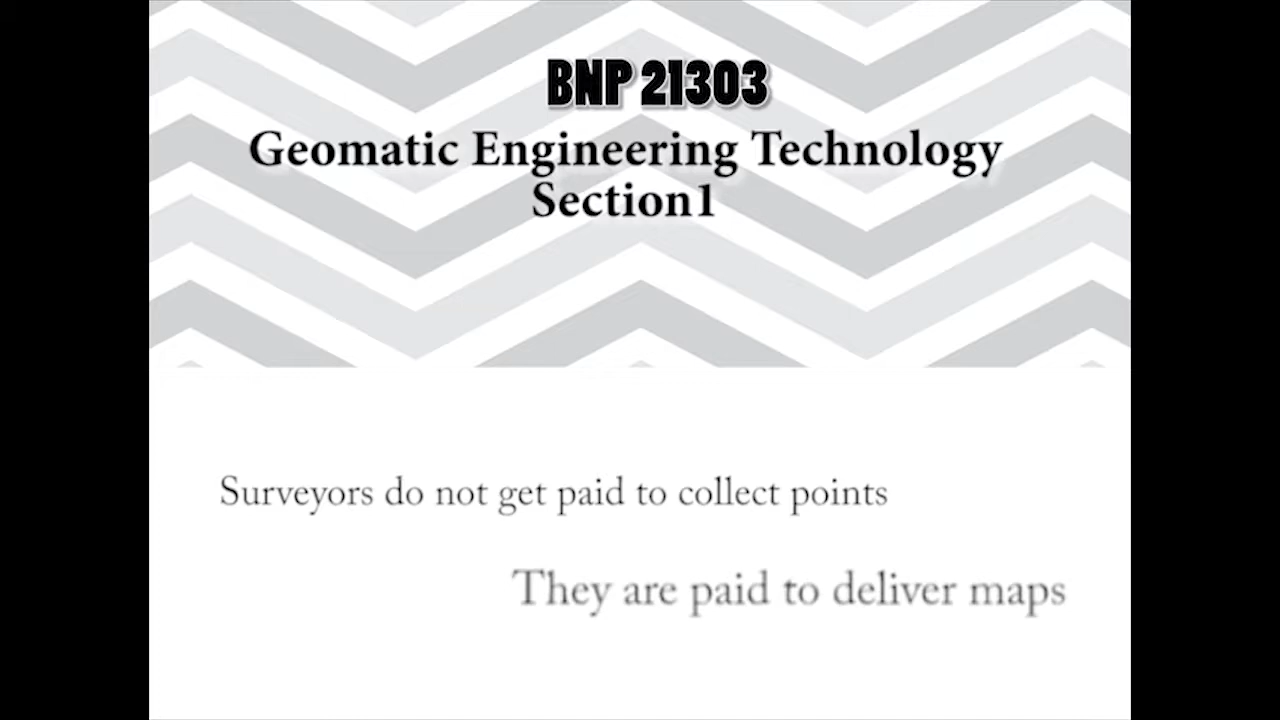 BNP 21303
Geomatic Engineering Technology
Section1
Surveyors do not get paid to collect points
They are paid to deliver maps